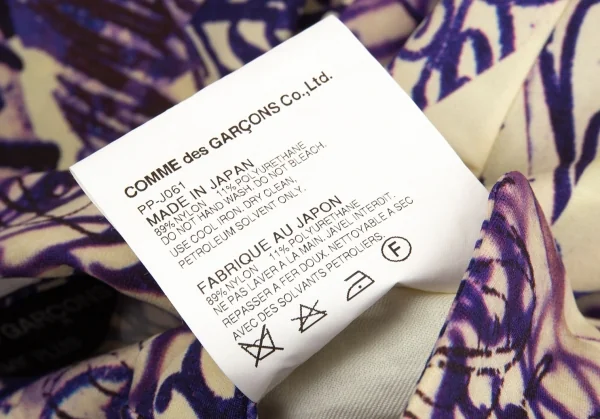 COMME des GARÇONS Co.,Ltd.
PP-J061
MADE IN JAPAN
89% NYLON , 11% POLYURETHANE
DO NOT HAND WASH. DO NOT BLEACH.
USE COOL IRON, DRY CLEAN,
PETROLEUM SOLVENT ONLY.
FABRIQUE AU JAPON
89% NYLON , 11% POLYURETHANE
NE PAS LAVER A LA MAIN. JAVEL INTERDIT.
REPASSER A FER DOUX. NETTOYABLE A SEC
AVEC DES SOLVANTS PETROLIERS.
F
GARÇON